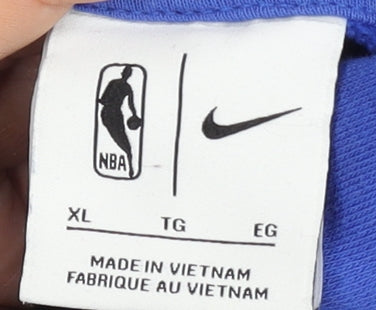 NBA
XL TG EG
MADE IN VIETNAM
FABRIQUE AU VIETNAM